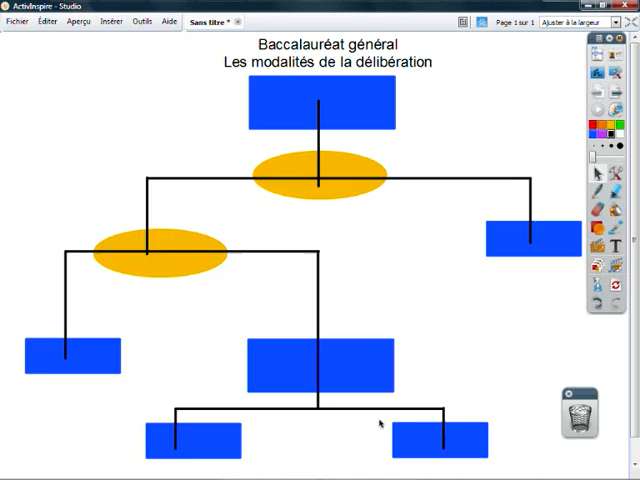 ActivInspire - Studio
Fichier Éditer Aperçu Insérer Outils Aide
Sans titre *
Page 1 sur 1
Ajuster à la largeur
Baccalauréat général
Les modalités de la délibération